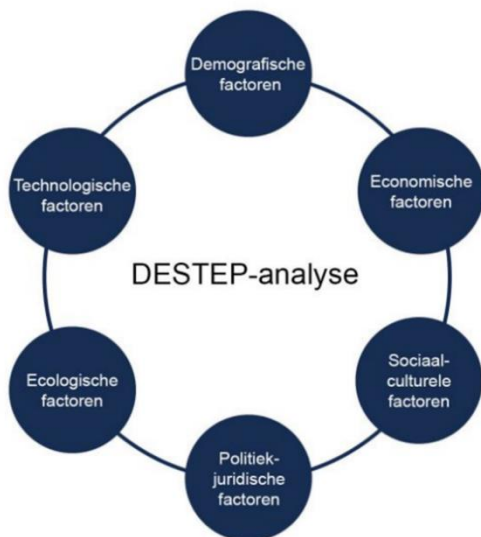 Demografische
factoren
Technologische
factoren
Economische
factoren
DESTEP-analyse
Ecologische
factoren
Sociaal-
culturele
factoren
Politiek-
juridische
factoren